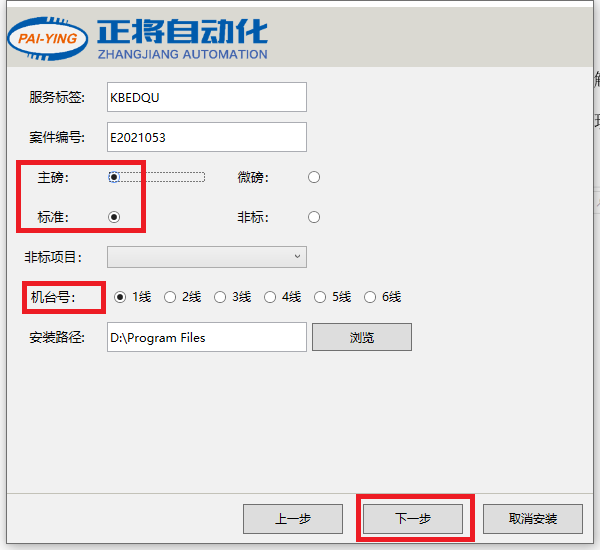 PAI-YING 正将自动化
ZHANGJIANG AUTOMATION
服务标签: KBEDQU
案件编号: E2021053
主磅: 微磅:
标准: 非标:
非标项目:
机台号: 1线 2线 3线 4线 5线 6线
安装路径: D:\Program Files 浏览
上一步 下一步 取消安装